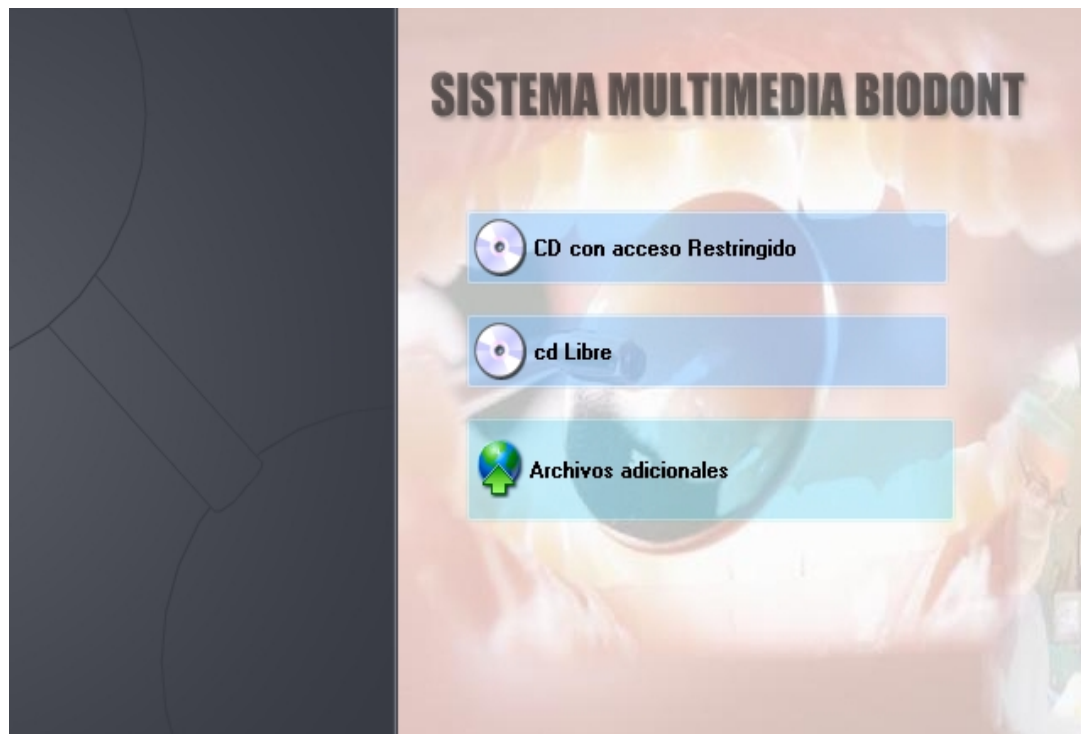 SISTEMA MULTIMEDIA BIODONT
CD con acceso Restringido
cd Libre
Archivos adicionales